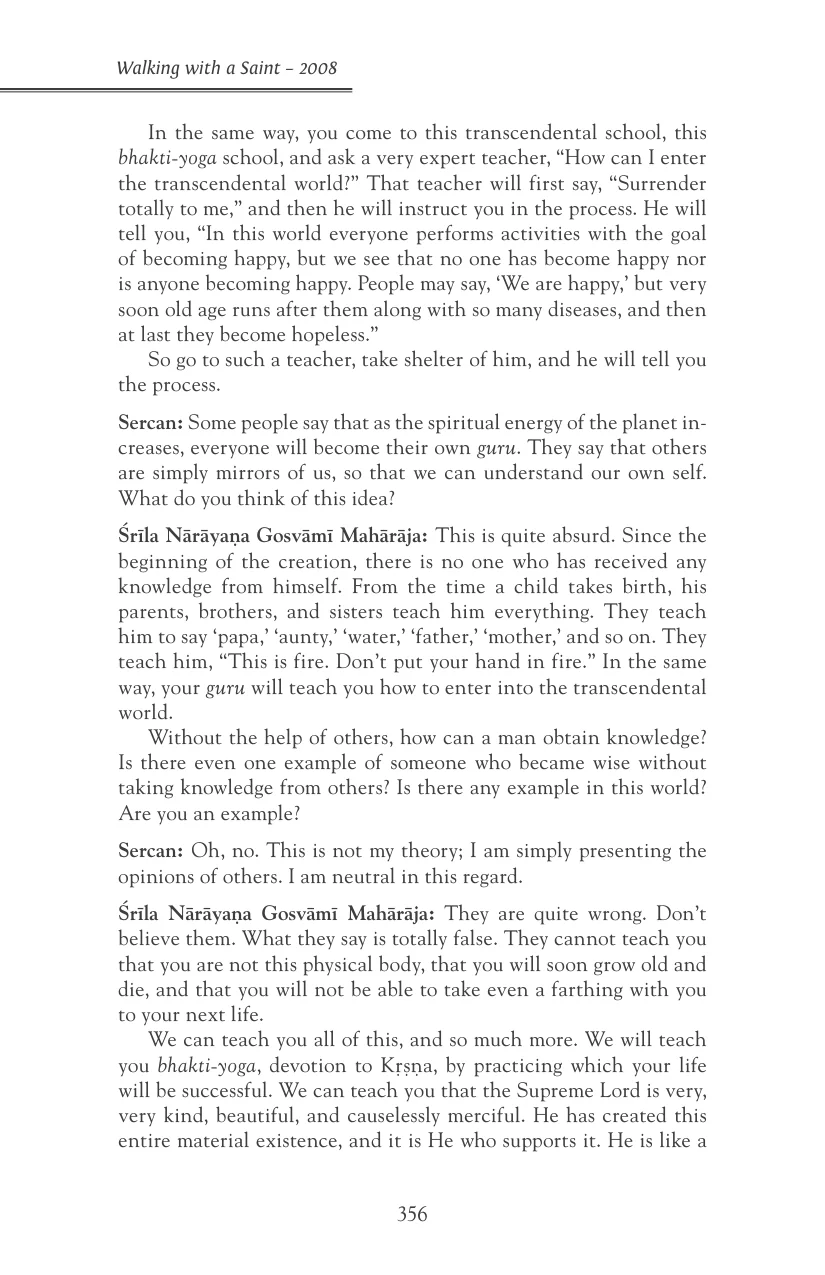 Walking with a Saint – 2008
In the same way, you come to this transcendental school, this
bhakti-yoga school, and ask a very expert teacher, “How can I enter
the transcendental world?” That teacher will first say, “Surrender
totally to me,” and then he will instruct you in the process. He will
tell you, “In this world everyone performs activities with the goal
of becoming happy, but we see that no one has become happy nor
is anyone becoming happy. People may say, ‘We are happy,’ but very
soon old age runs after them along with so many diseases, and then
at last they become hopeless.”
So go to such a teacher, take shelter of him, and he will tell you
the process.
Sercan: Some people say that as the spiritual energy of the planet in-
creases, everyone will become their own guru. They say that others
are simply mirrors of us, so that we can understand our own self.
What do you think of this idea?
Śrīla Nārāyaṇa Gosvāmī Mahārāja: This is quite absurd. Since the
beginning of the creation, there is no one who has received any
knowledge from himself. From the time a child takes birth, his
parents, brothers, and sisters teach him everything. They teach
him to say ‘papa,’ ‘aunty,’ ‘water,’ ‘father,’ ‘mother,’ and so on. They
teach him, “This is fire. Don’t put your hand in fire.” In the same
way, your guru will teach you how to enter into the transcendental
world.
Without the help of others, how can a man obtain knowledge?
Is there even one example of someone who became wise without
taking knowledge from others? Is there any example in this world?
Are you an example?
Sercan: Oh, no. This is not my theory; I am simply presenting the
opinions of others. I am neutral in this regard.
Śrīla Nārāyaṇa Gosvāmī Mahārāja: They are quite wrong. Don’t
believe them. What they say is totally false. They cannot teach you
that you are not this physical body, that you will soon grow old and
die, and that you will not be able to take even a farthing with you
to your next life.
We can teach you all of this, and so much more. We will teach
you bhakti-yoga, devotion to Kṛṣṇa, by practicing which your life
will be successful. We can teach you that the Supreme Lord is very,
very kind, beautiful, and causelessly merciful. He has created this
entire material existence, and it is He who supports it. He is like a
356